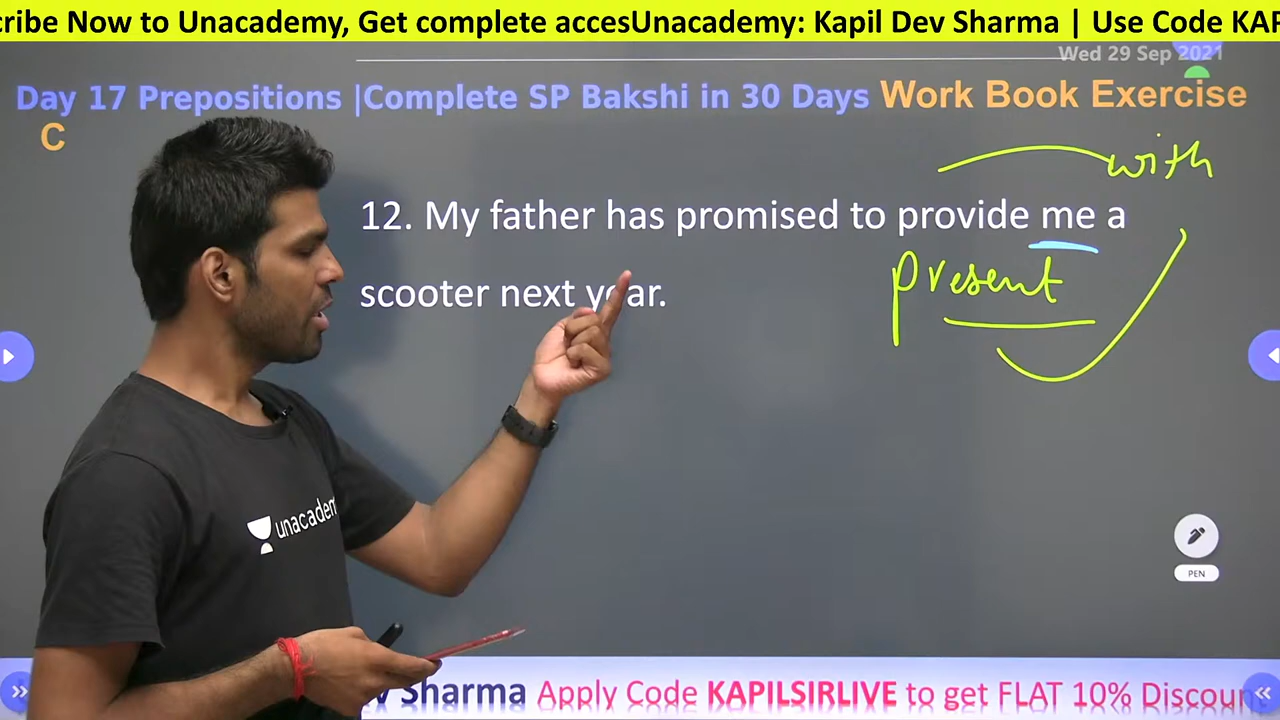 cribe Now to Unacademy, Get complete accesUnacademy: Kapil Dev Sharma | Use Code KAP
Wed 29 Sep 2021
Day 17 Prepositions |Complete SP Bakshi in 30 Days Work Book Exercise
C
with
12. My father has promised to provide me a
present
scooter next year.
unacadem
PEN
v Sharma Apply Code KAPILSIRLIVE to get FLAT 10% Discount